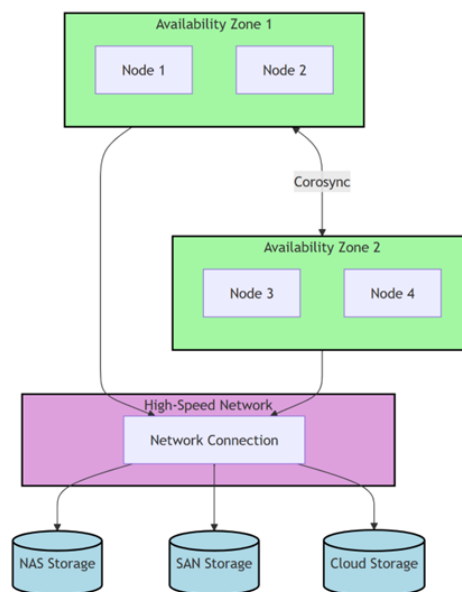 Availability Zone 1
Node 1
Node 2
Corosync
Availability Zone 2
Node 3
Node 4
High-Speed Network
Network Connection
NAS Storage
SAN Storage
Cloud Storage